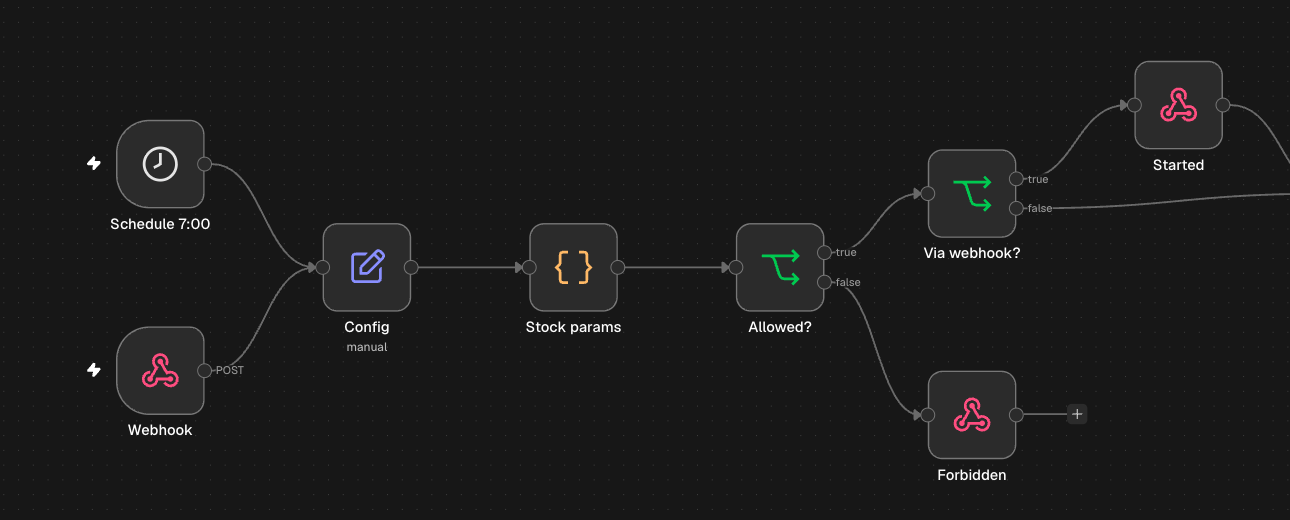 Schedule 7:00
Webhook
POST
Config
manual
Stock params
Allowed?
true
false
Via webhook?
true
false
Started
Forbidden